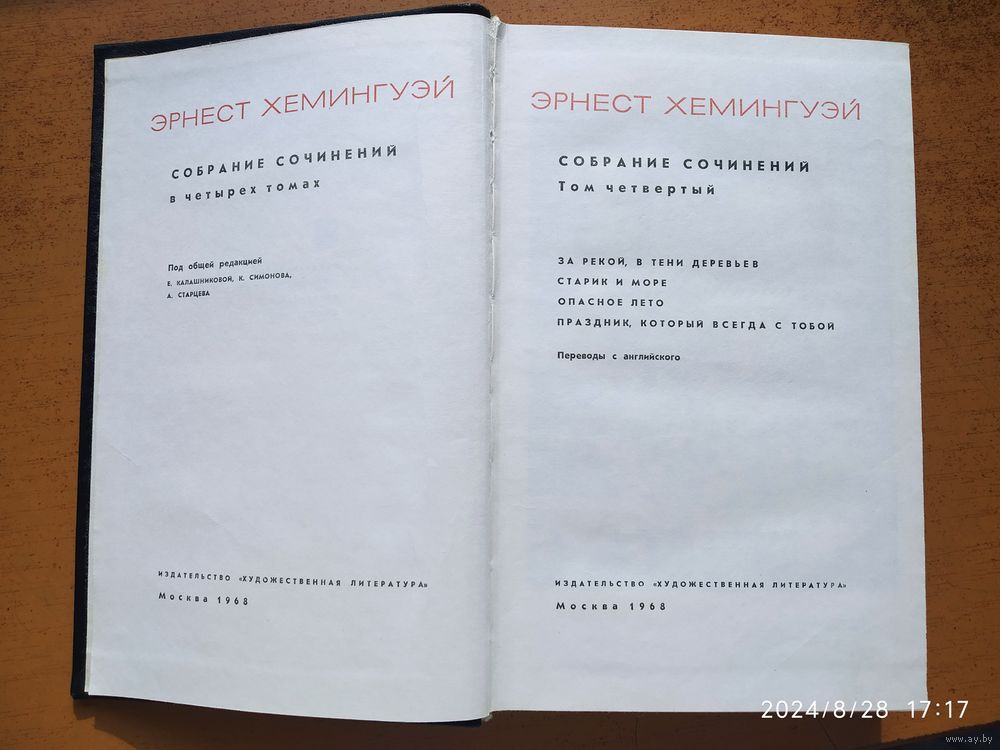 ЭРНЕСТ ХЕМИНГУЭЙ
СОБРАНИЕ СОЧИНЕНИЙ
в четырех томах
Под общей редакцией
Е. КАЛАШНИКОВОЙ, К. СИМОНОВА,
А. СТАРЦЕВА
ИЗДАТЕЛЬСТВО «ХУДОЖЕСТВЕННАЯ ЛИТЕРАТУРА»
Москва 1968
ЭРНЕСТ ХЕМИНГУЭЙ
СОБРАНИЕ СОЧИНЕНИЙ
Том четвертый
ЗА РЕКОЙ, В ТЕНИ ДЕРЕВЬЕВ
СТАРИК И МОРЕ
ОПАСНОЕ ЛЕТО
ПРАЗДНИК, КОТОРЫЙ ВСЕГДА С ТОБОЙ
Переводы с английского
ИЗДАТЕЛЬСТВО «ХУДОЖЕСТВЕННАЯ ЛИТЕРАТУРА»
Москва 1968
2024/8/28 17:17
www.ay.by